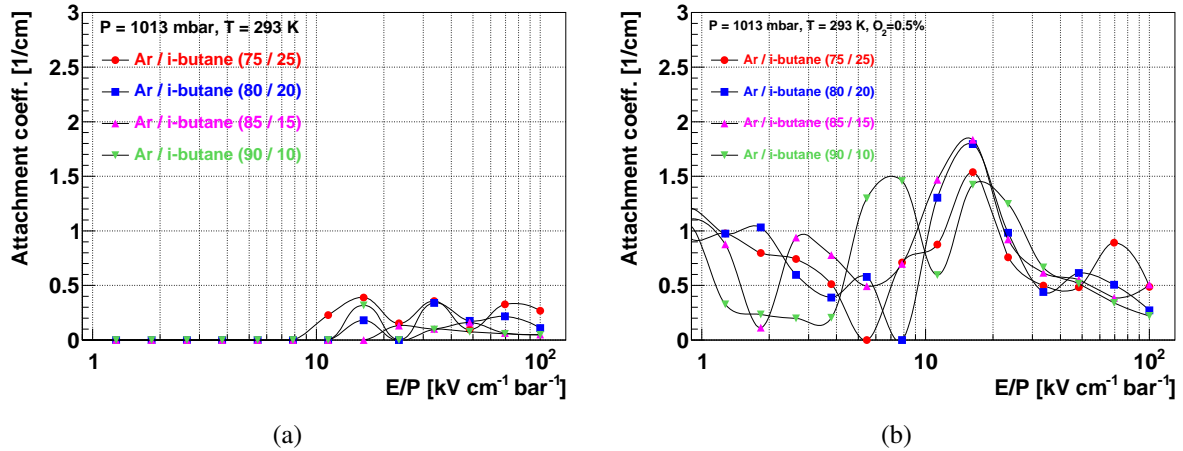 Attachment coeff. [1/cm]
3
2.5
2
1.5
1
0.5
0
P = 1013 mbar, T = 293 K
Ar / i-butane (75 / 25)
Ar / i-butane (80 / 20)
Ar / i-butane (85 / 15)
Ar / i-butane (90 / 10)
1 10 10²
E/P [kV cm⁻¹ bar⁻¹]
(a)
Attachment coeff. [1/cm]
3
2.5
2
1.5
1
0.5
0
P = 1013 mbar, T = 293 K, O₂=0.5%
Ar / i-butane (75 / 25)
Ar / i-butane (80 / 20)
Ar / i-butane (85 / 15)
Ar / i-butane (90 / 10)
1 10 10²
E/P [kV cm⁻¹ bar⁻¹]
(b)